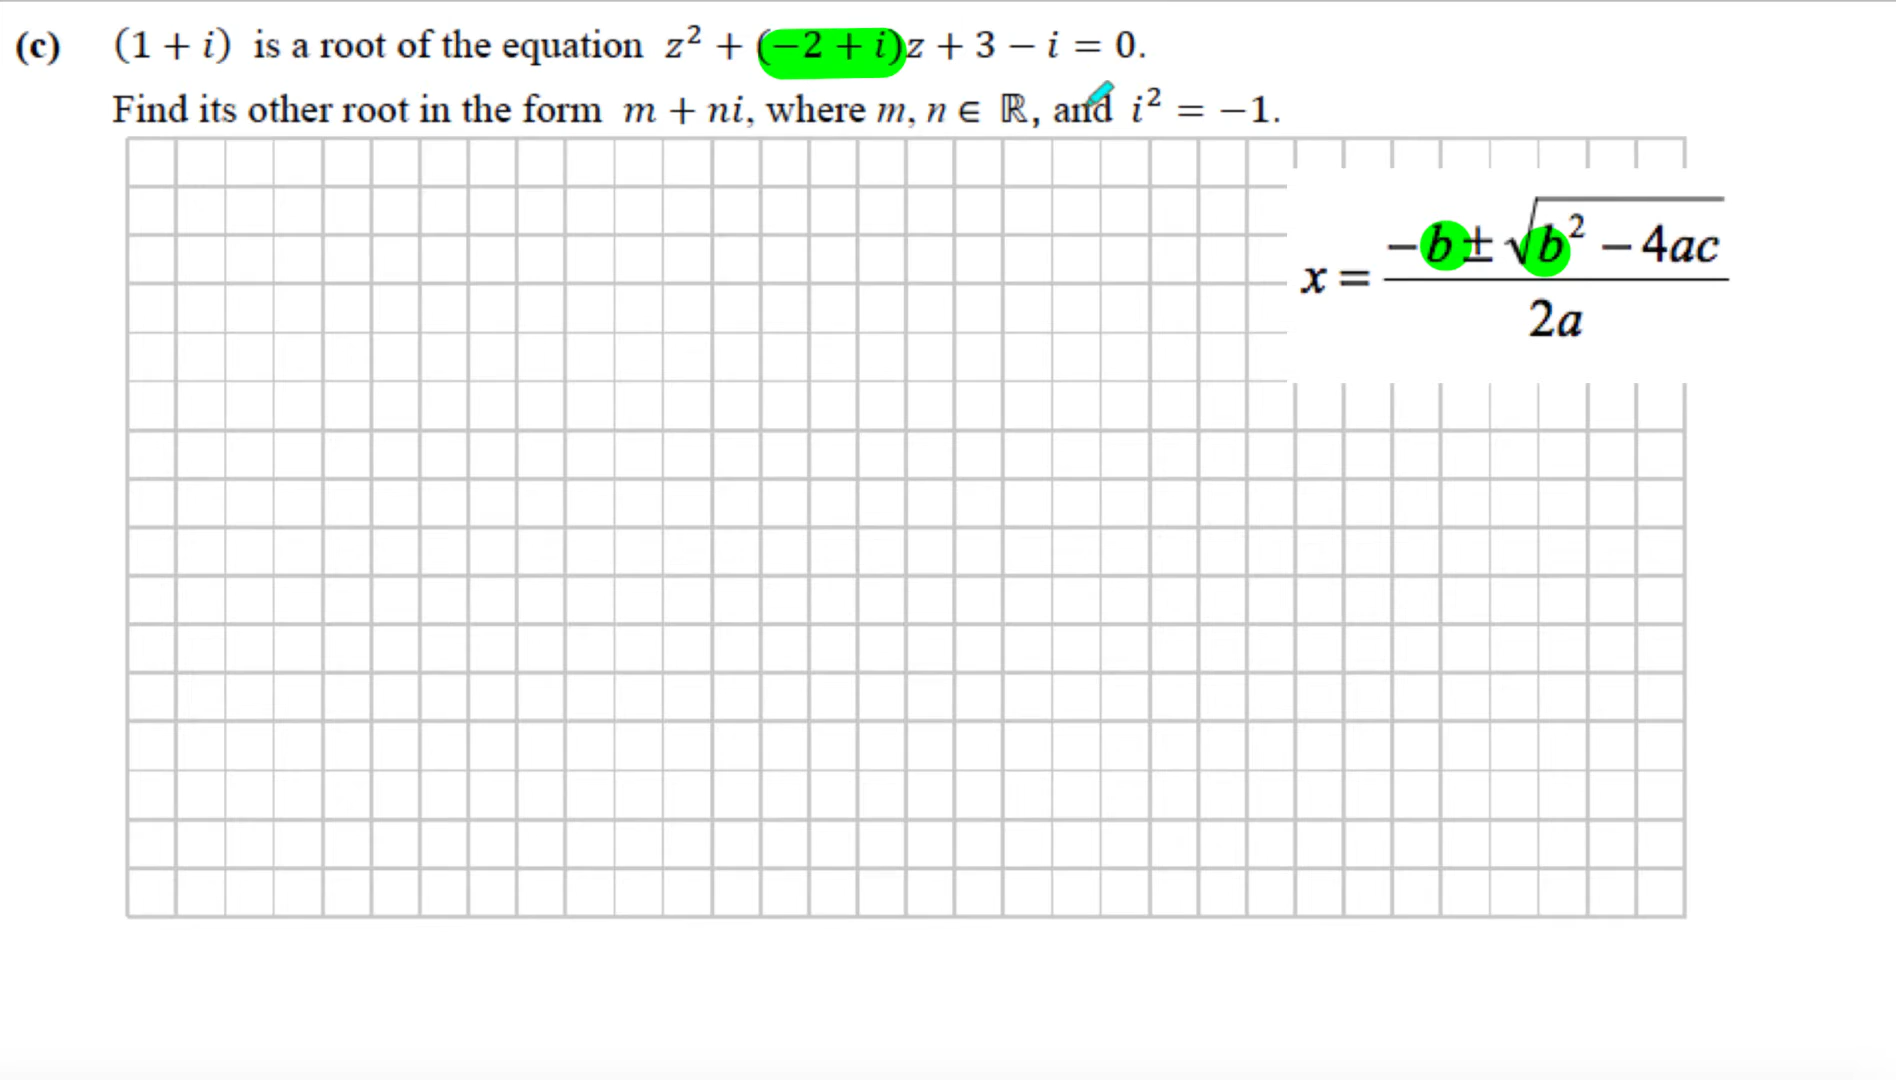 (c) (1 + i) is a root of the equation z² + (−2 + i)z + 3 − i = 0.
Find its other root in the form m + ni, where m, n ∈ ℝ, and i² = −1.
x = (−b ± √(b² − 4ac)) / 2a